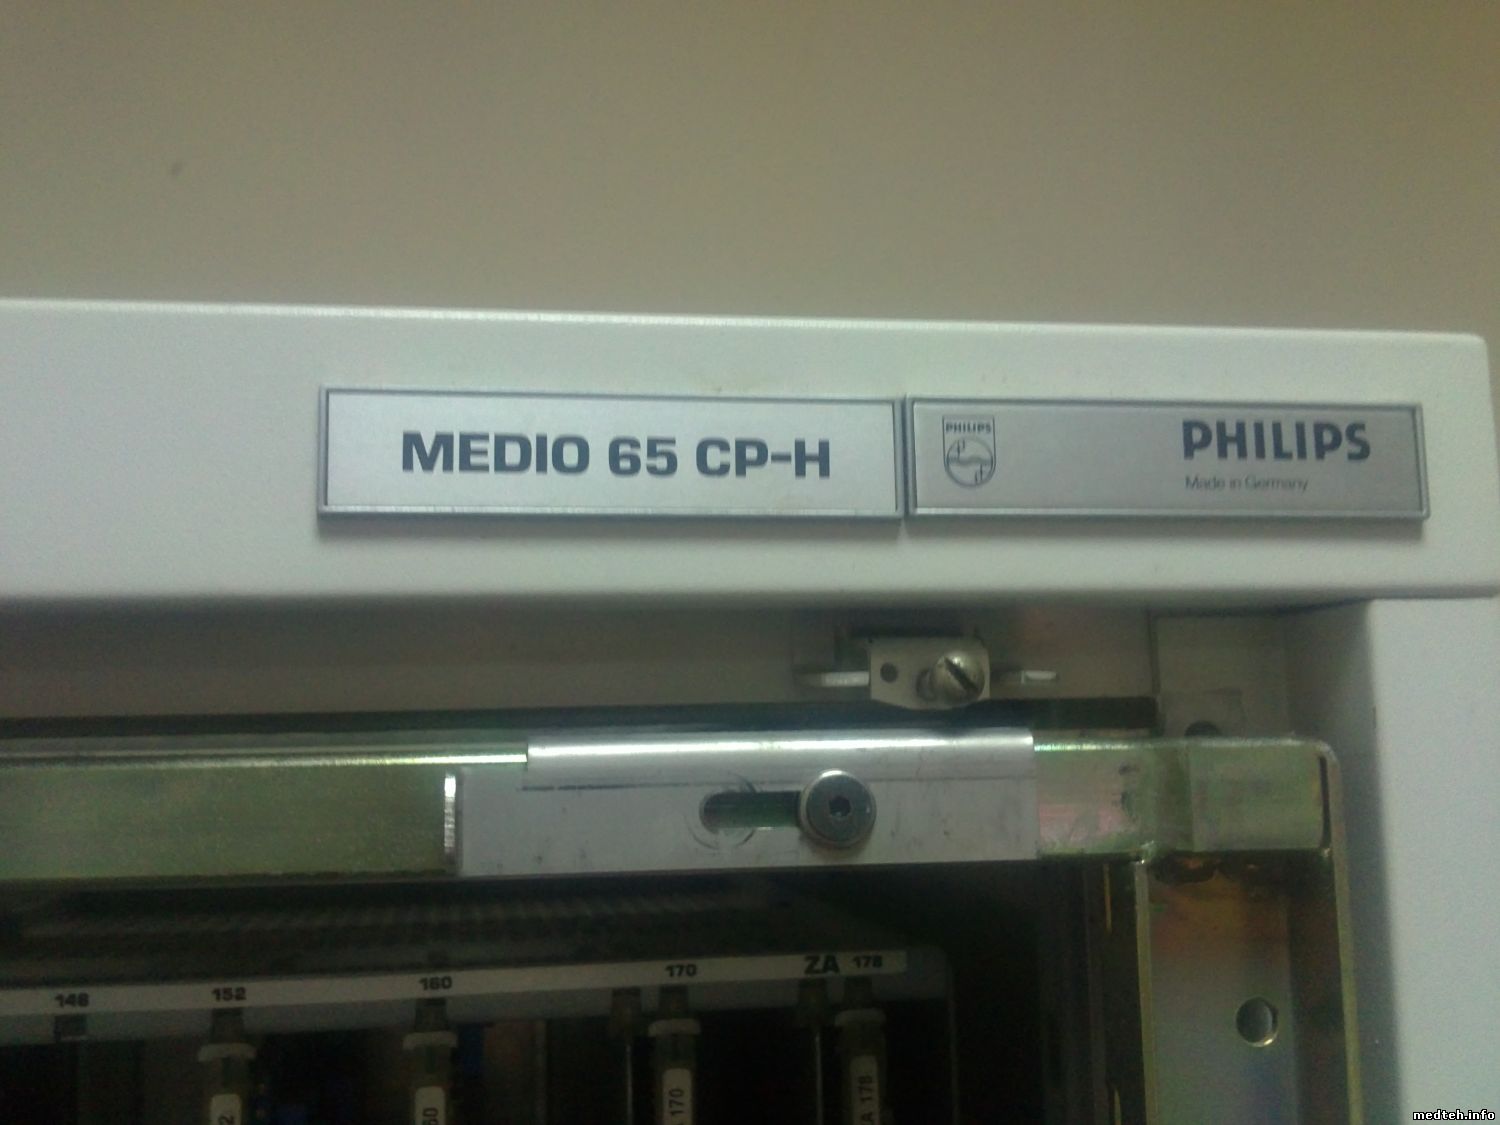 MEDIO 65 CP-H
PHILIPS
PHILIPS
Made in Germany
148 152 160 170 ZA 178
170
178
medteh.info